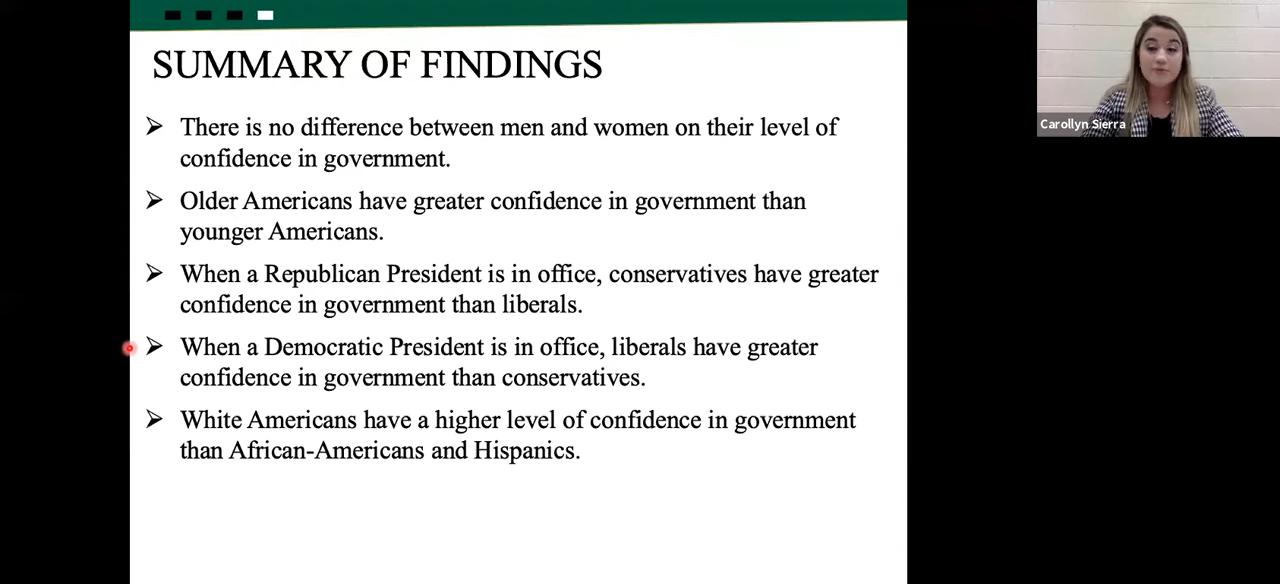 SUMMARY OF FINDINGS
➢ There is no difference between men and women on their level of
confidence in government.
➢ Older Americans have greater confidence in government than
younger Americans.
➢ When a Republican President is in office, conservatives have greater
confidence in government than liberals.
➢ When a Democratic President is in office, liberals have greater
confidence in government than conservatives.
➢ White Americans have a higher level of confidence in government
than African-Americans and Hispanics.
Carollyn Sierra